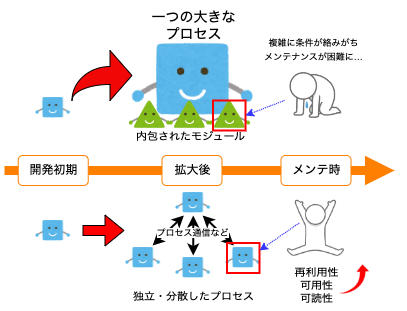 一つの大きな
プロセス
複雑に条件が絡みがち
メンテナンスが困難に…
内包されたモジュール
開発初期
拡大後
メンテ時
プロセス通信など
独立・分散したプロセス
再利用性
可用性
可読性